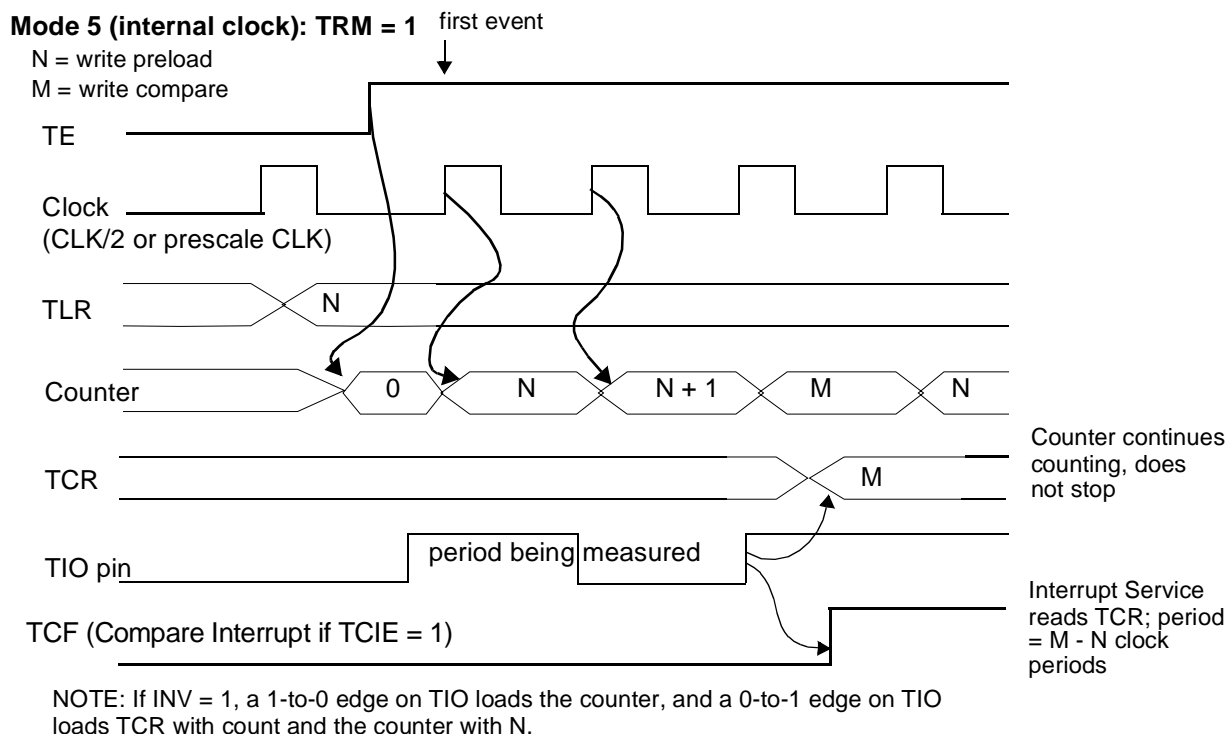 Mode 5 (internal clock): TRM = 1
first event
N = write preload
M = write compare
TE
Clock
(CLK/2 or prescale CLK)
TLR
N
Counter
0
N
N + 1
M
N
TCR
M
Counter continues
counting, does
not stop
TIO pin
period being measured
TCF (Compare Interrupt if TCIE = 1)
Interrupt Service
reads TCR; period
= M - N clock
periods
NOTE: If INV = 1, a 1-to-0 edge on TIO loads the counter, and a 0-to-1 edge on TIO
loads TCR with count and the counter with N.